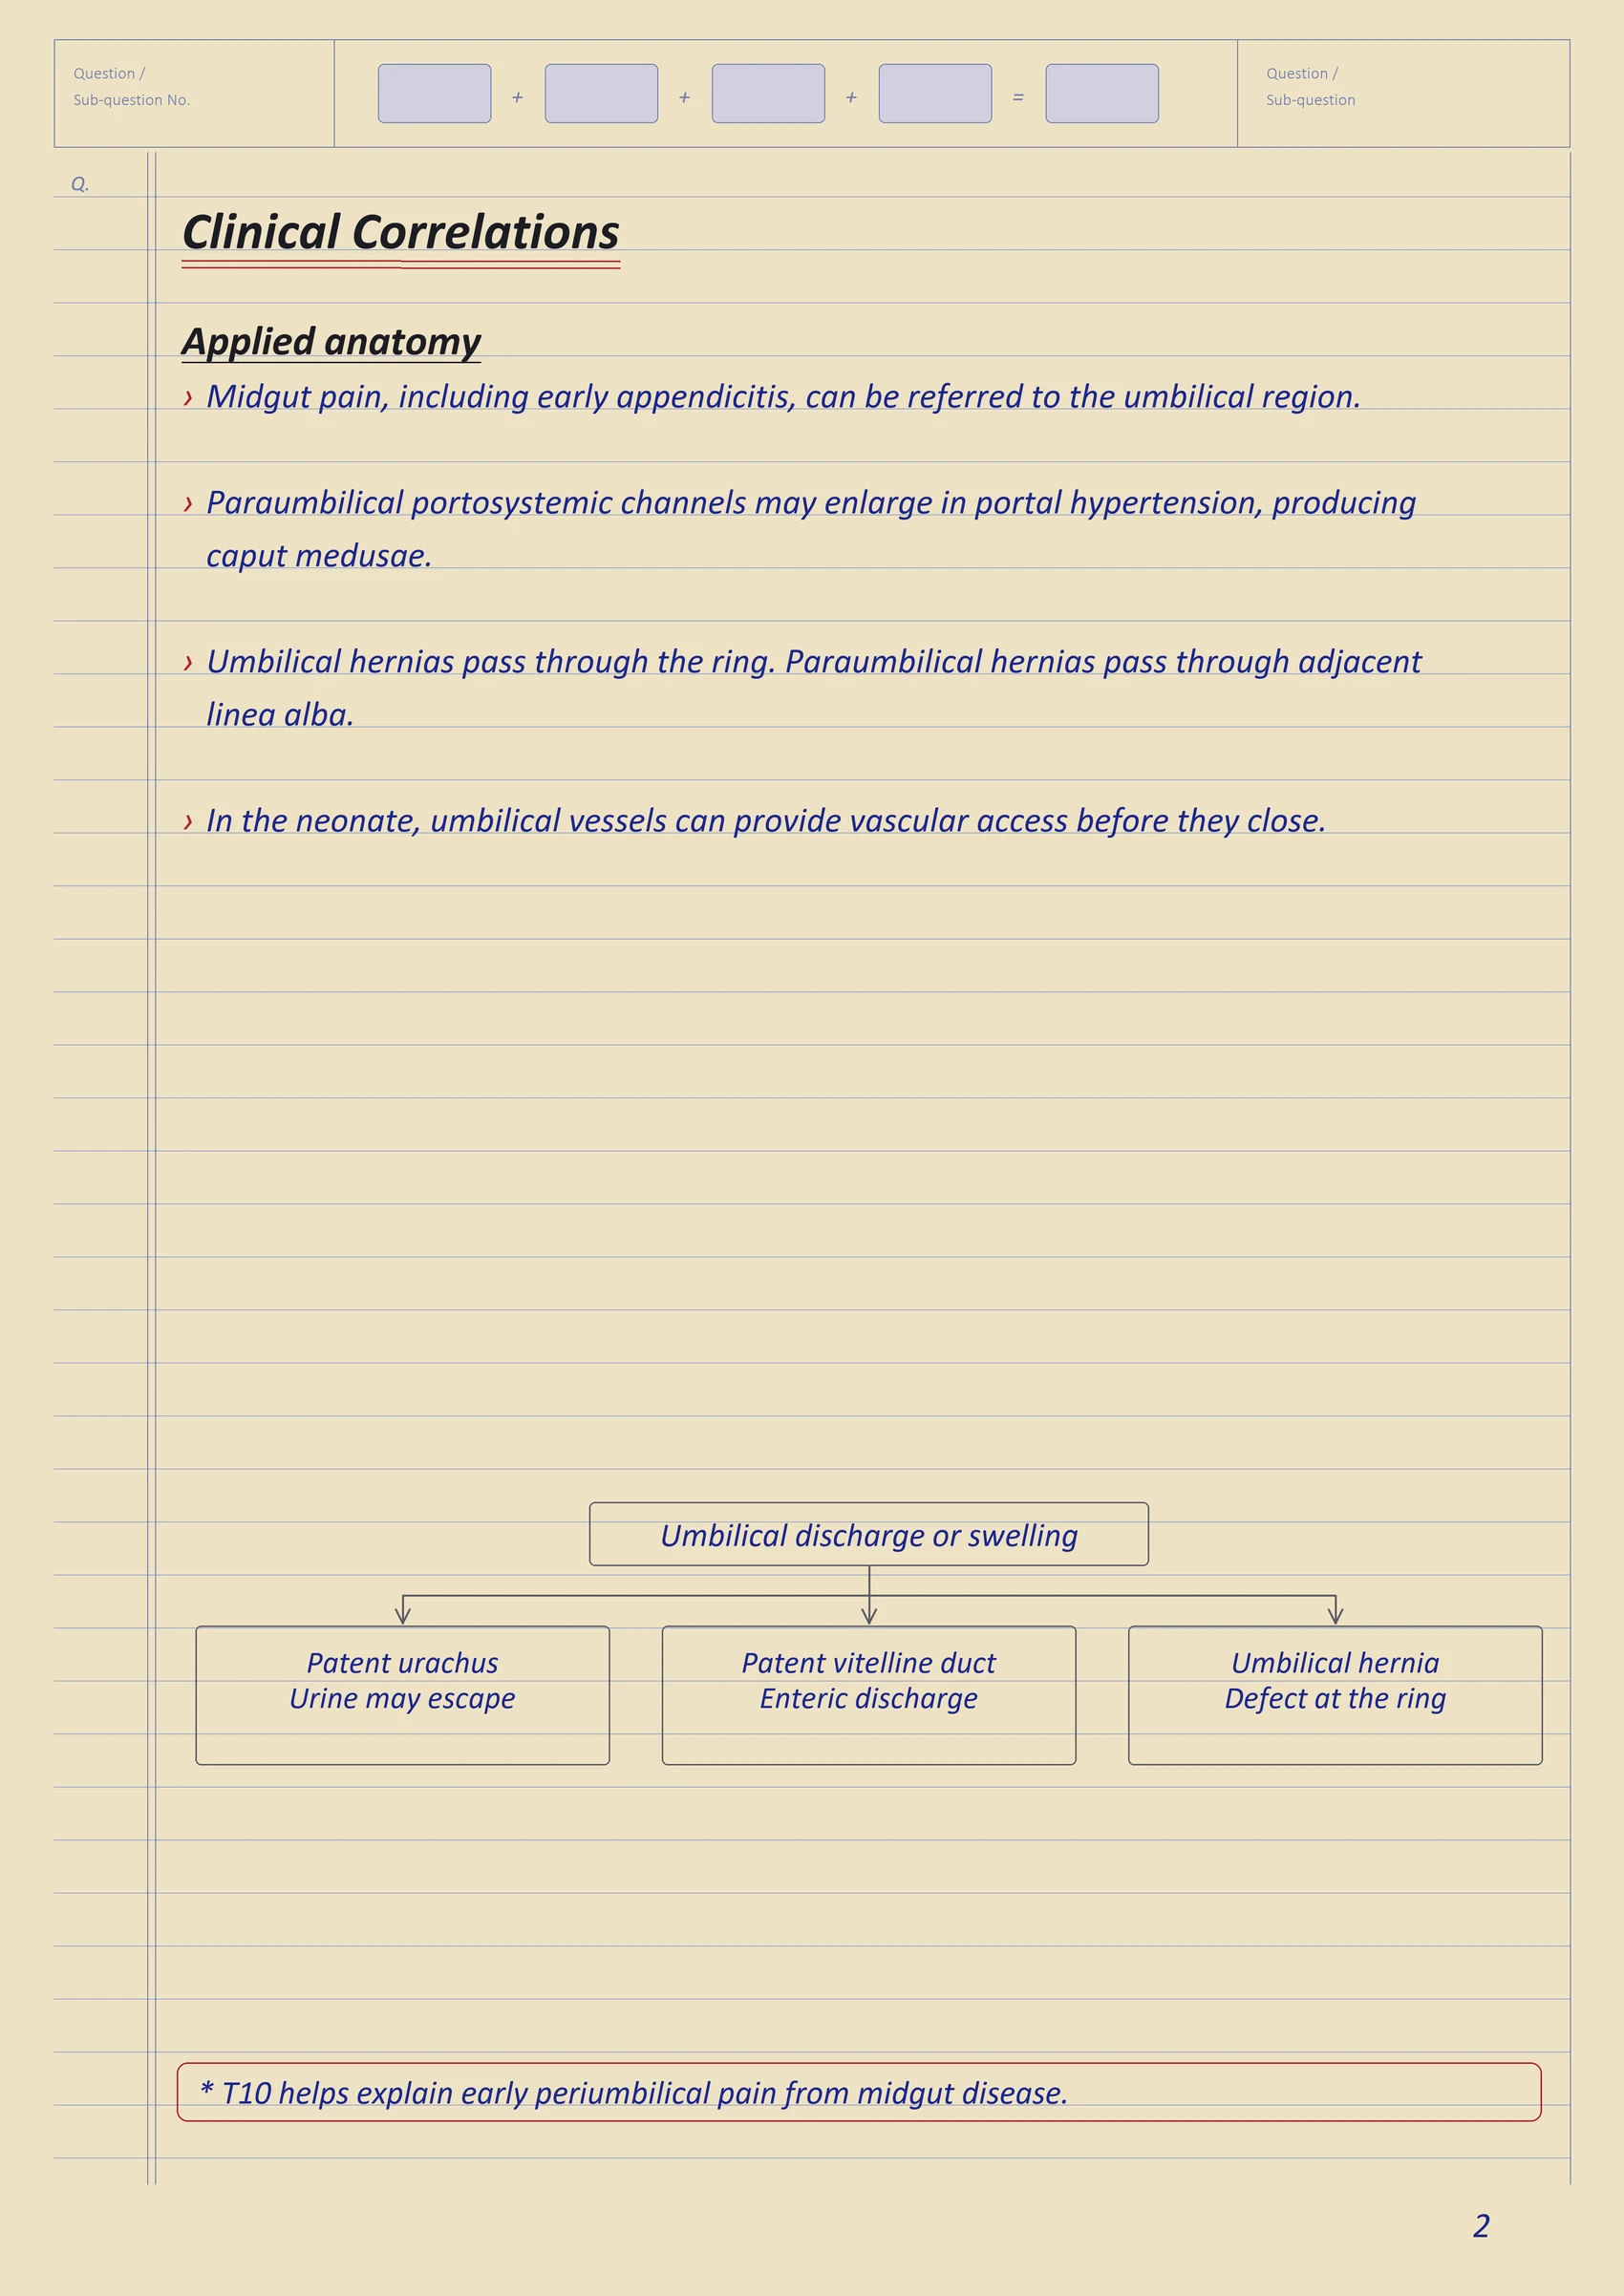 Question /
Sub-question No.
+ + + =
Question /
Sub-question
Q.
Clinical Correlations
Applied anatomy
› Midgut pain, including early appendicitis, can be referred to the umbilical region.
› Paraumbilical portosystemic channels may enlarge in portal hypertension, producing
caput medusae.
› Umbilical hernias pass through the ring. Paraumbilical hernias pass through adjacent
linea alba.
› In the neonate, umbilical vessels can provide vascular access before they close.
Umbilical discharge or swelling
Patent urachus
Urine may escape
Patent vitelline duct
Enteric discharge
Umbilical hernia
Defect at the ring
* T10 helps explain early periumbilical pain from midgut disease.
2